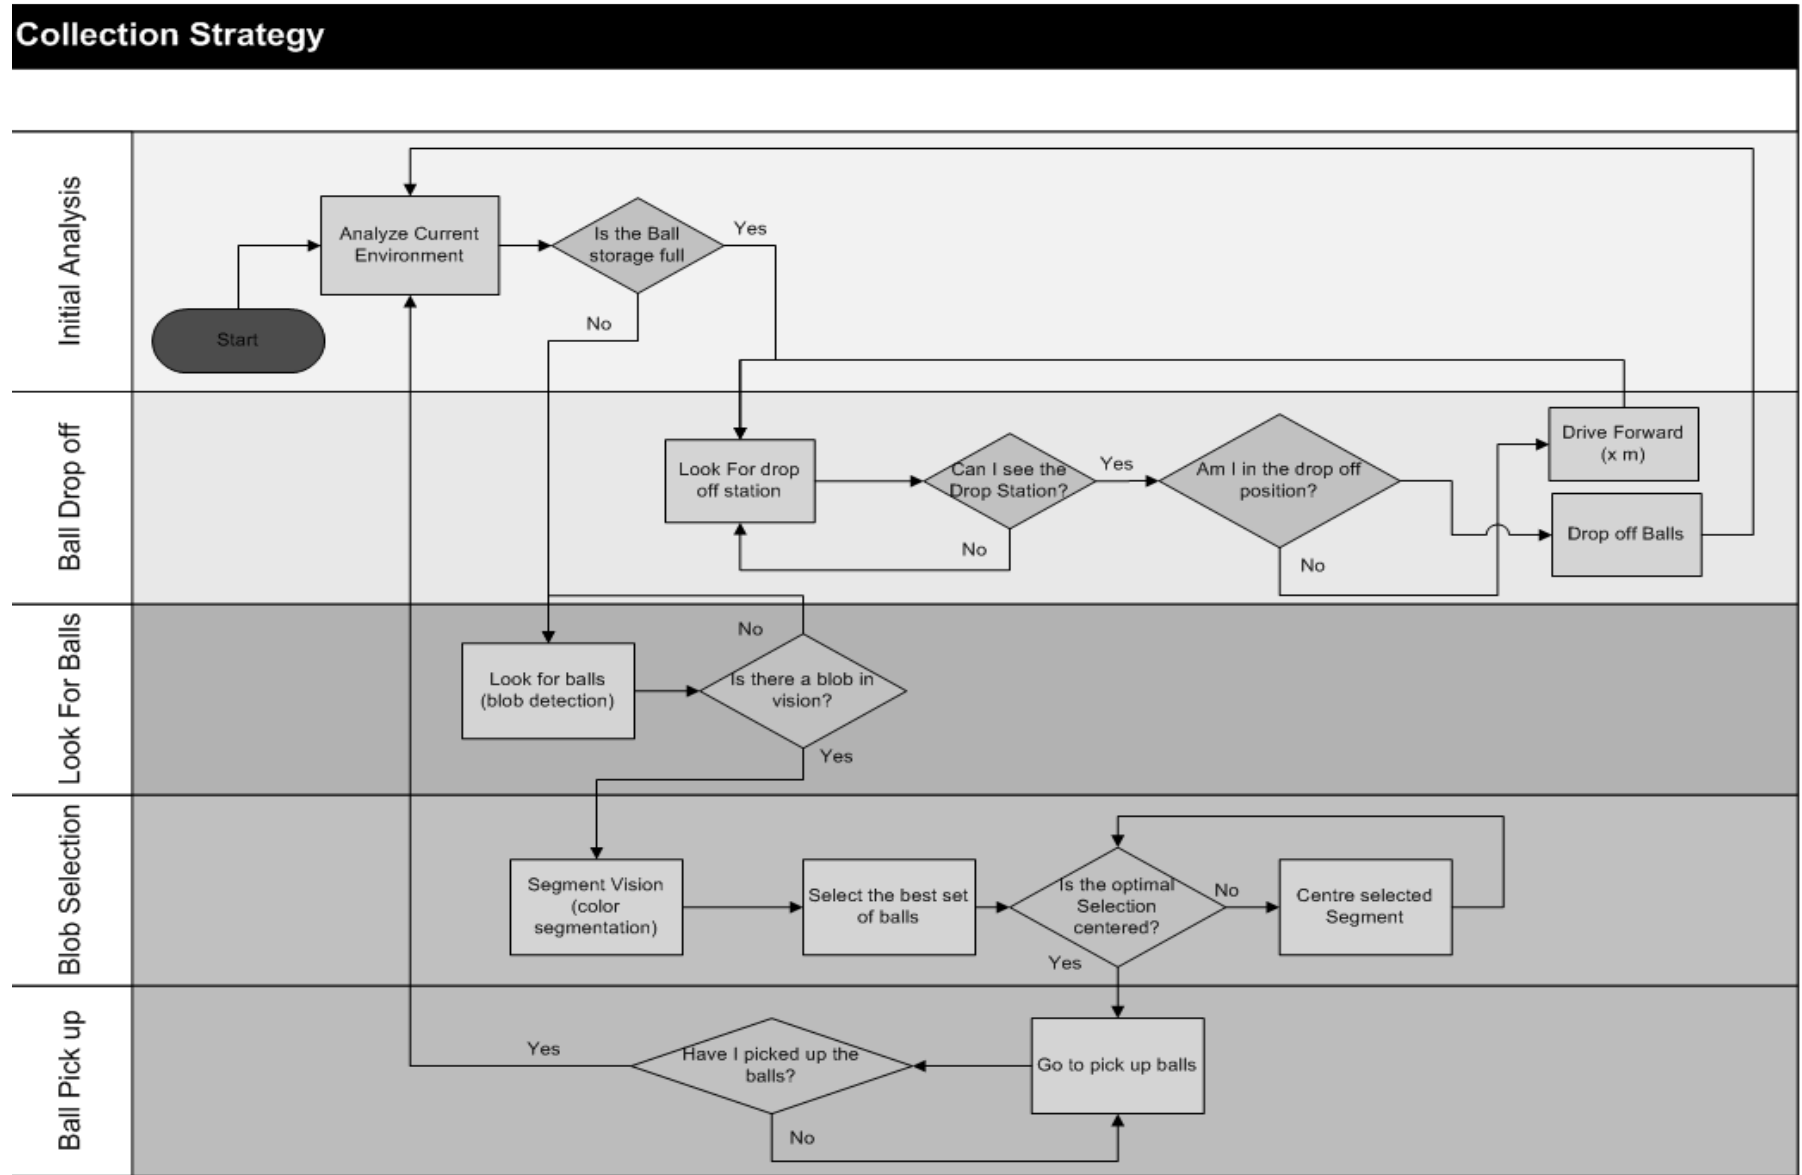 Collection Strategy
Initial Analysis
Analyze Current
Environment
Is the Ball
storage full
Yes
No
Start
Ball Drop off
Look For drop
off station
Can I see the
Drop Station?
Yes
No
Am I in the drop off
position?
No
Drive Forward
(x m)
Drop off Balls
Look For Balls
Look for balls
(blob detection)
No
Is there a blob in
vision?
Yes
Blob Selection
Segment Vision
(color
segmentation)
Select the best set
of balls
Is the optimal
Selection
centered?
No
Yes
Centre selected
Segment
Ball Pick up
Yes
Have I picked up the
balls?
No
Go to pick up balls